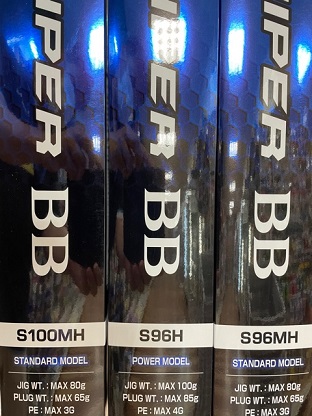 NIPER BB
IPER BB
NIPER BB
S100MH
STANDARD MODEL
JIG WT. : MAX 80g
PLUG WT. : MAX 65g
PE : MAX 3G
S96H
POWER MODEL
JIG WT. : MAX 100g
PLUG WT. : MAX 85g
PE : MAX 4G
S96MH
STANDARD MODEL
JIG WT. : MAX 80g
PLUG WT. : MAX 65g
PE : MAX 3G